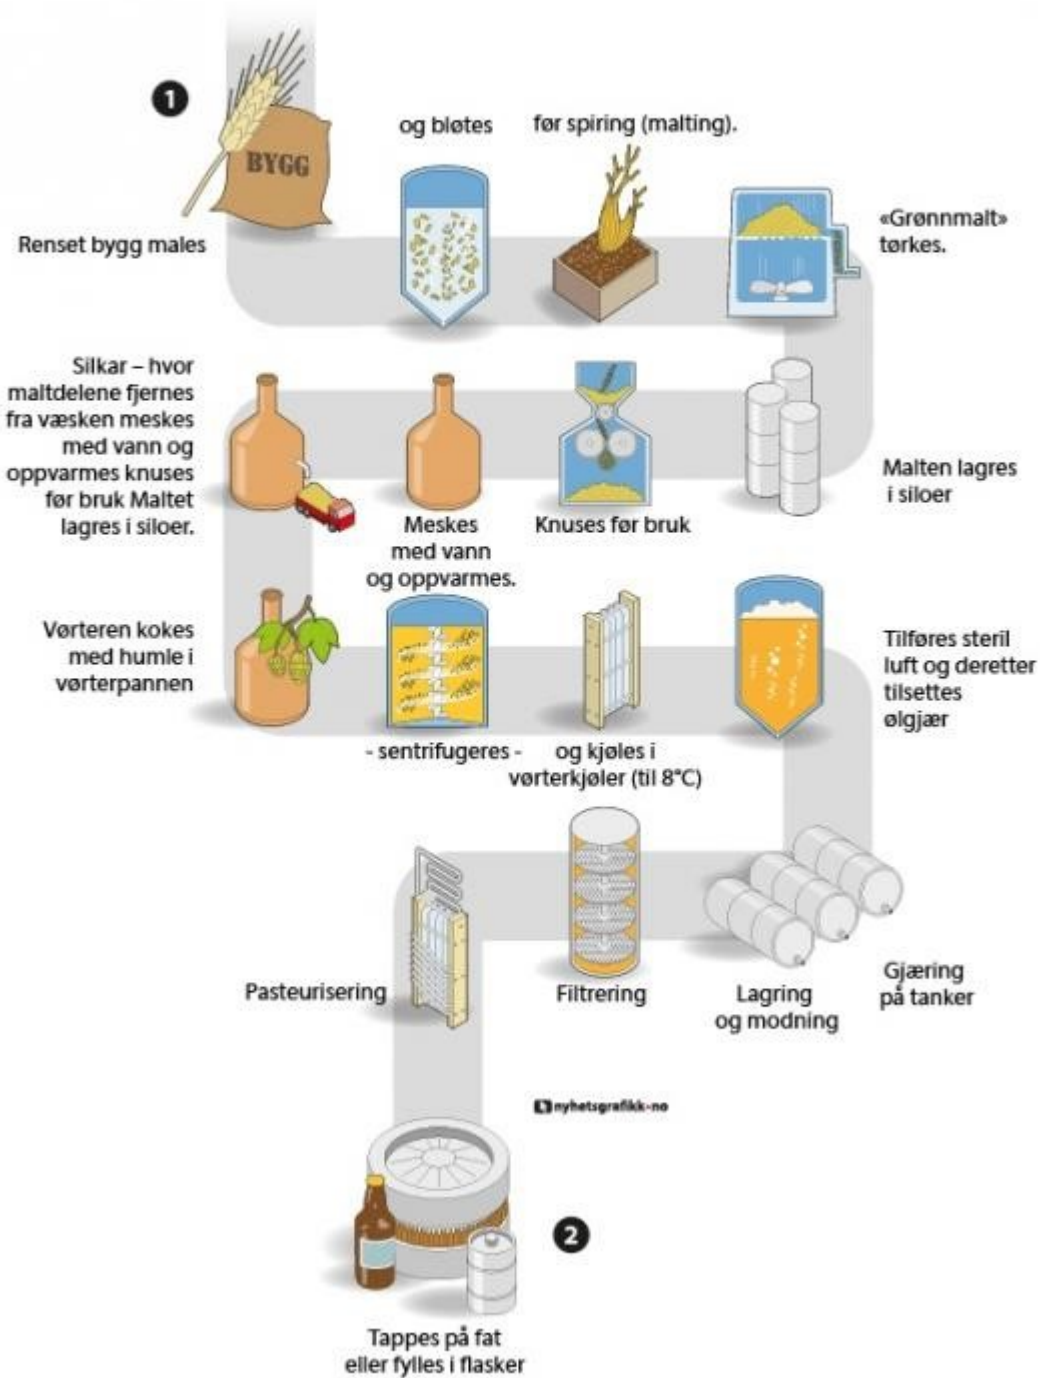 1
BYGG
Renset bygg males
og bløtes
før spiring (malting).
«Grønnmalt»
tørkes.
Malten lagres
i siloer
Knuses før bruk
Meskes
med vann
og oppvarmes.
Silkar – hvor
maltdelene fjernes
fra væsken meskes
med vann og
oppvarmes knuses
før bruk Maltet
lagres i siloer.
Vørteren kokes
med humle i
vørterpannen
- sentrifugeres -
og kjøles i
vørterkjøler (til 8°C)
Tilføres steril
luft og deretter
tilsettes
ølgjær
Gjæring
på tanker
Lagring
og modning
Filtrering
Pasteurisering
nyhetsgrafikk-no
2
Tappes på fat
eller fylles i flasker